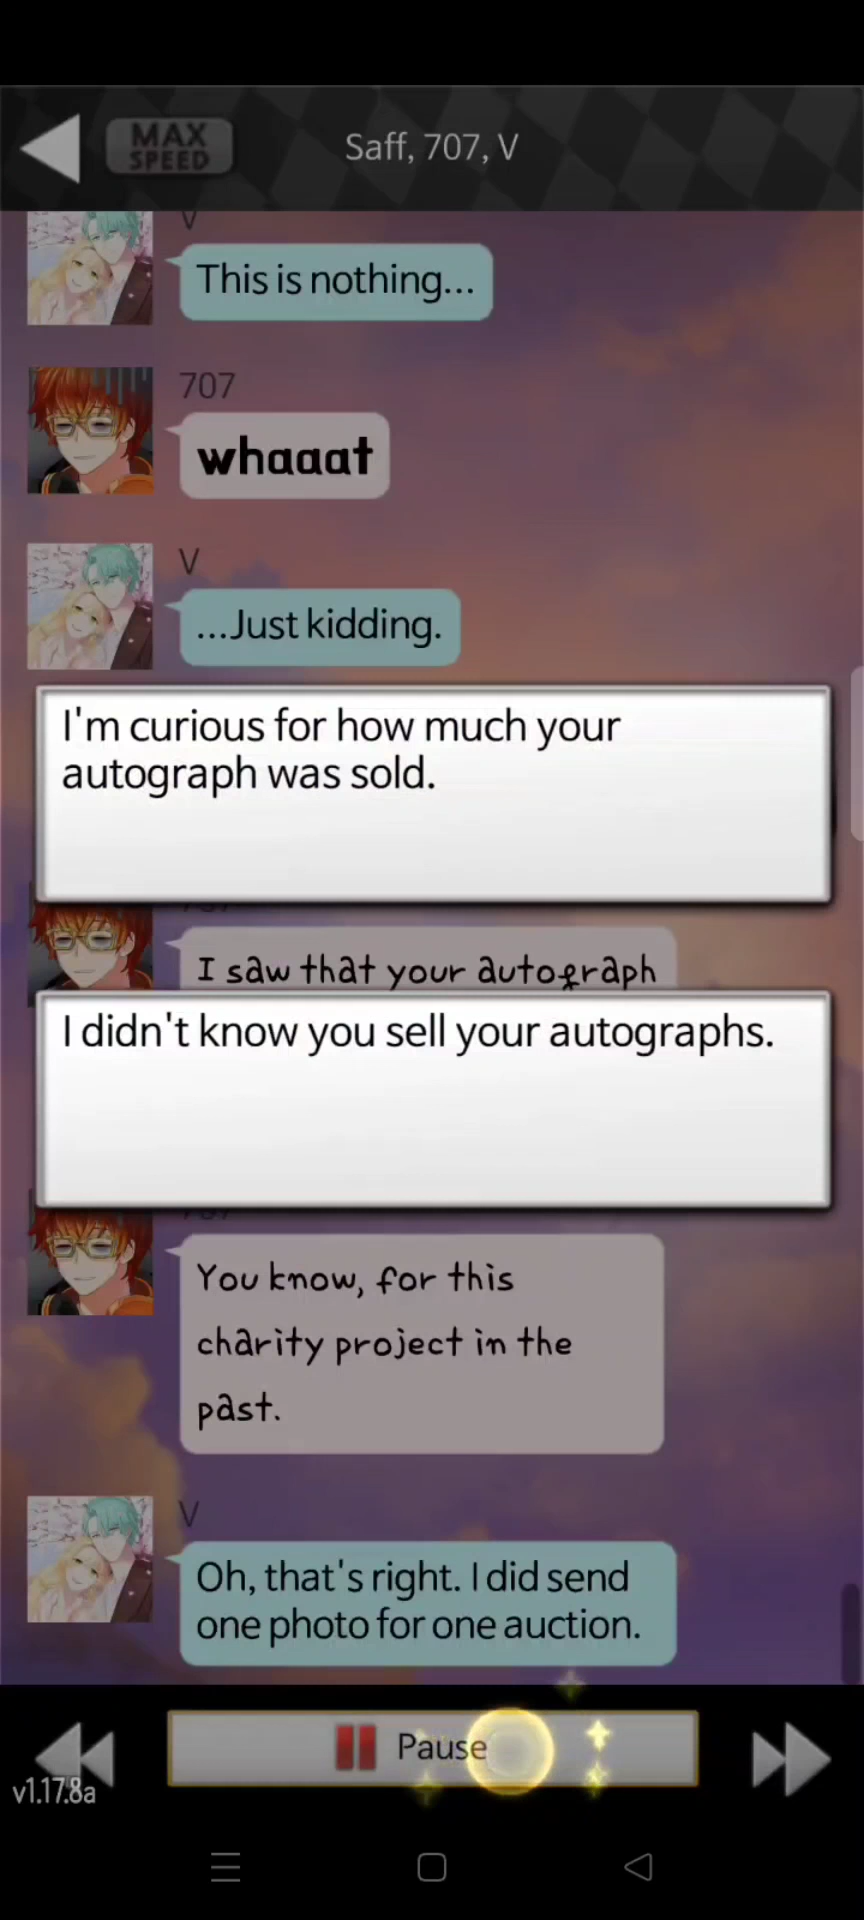 MAX
SPEED
Saff, 707, V
V
This is nothing...
707
whaaat
V
...Just kidding.
I'm curious for how much your
autograph was sold.
I saw that your autograph
I didn't know you sell your autographs.
You know, for this
charity project in the
past.
V
Oh, that's right. I did send
one photo for one auction.
Pause
v1.17.8a